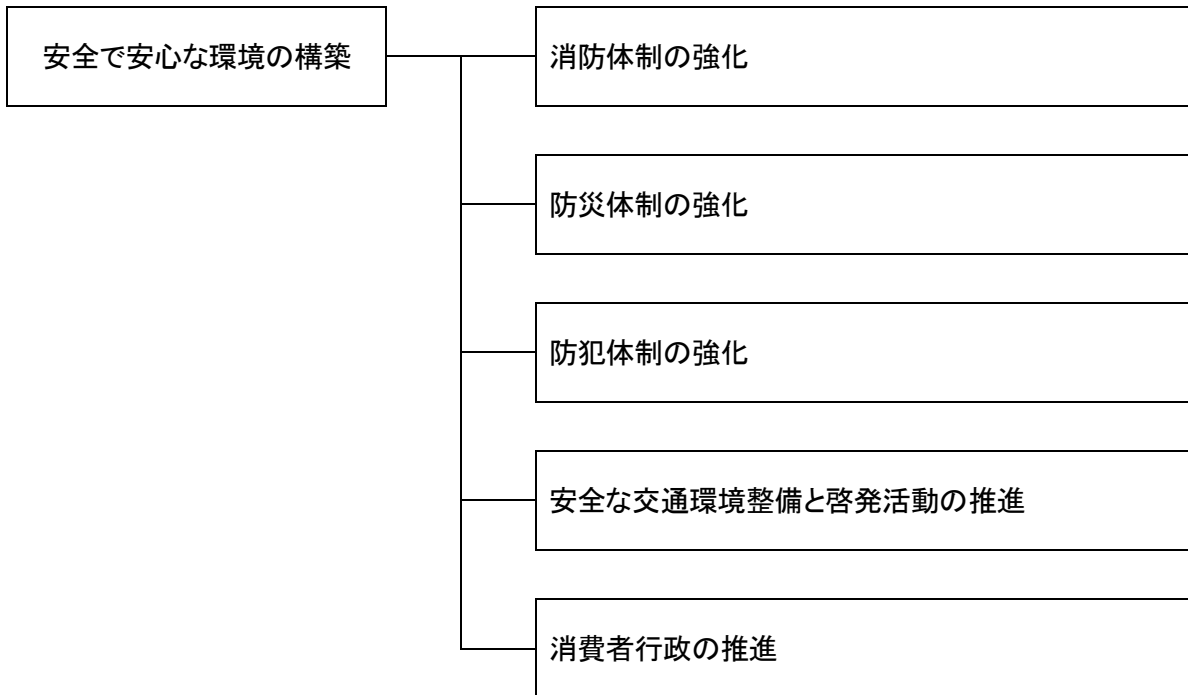 安全で安心な環境の構築
消防体制の強化
防災体制の強化
防犯体制の強化
安全な交通環境整備と啓発活動の推進
消費者行政の推進